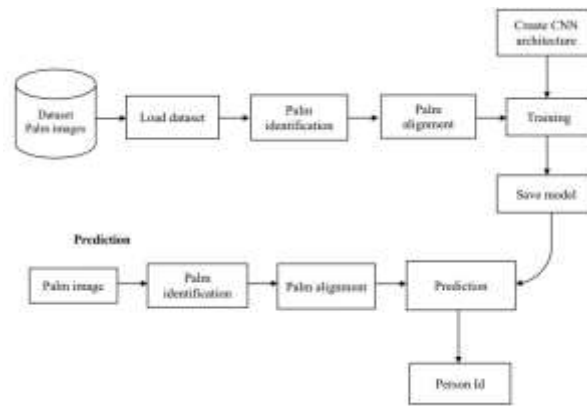 Create CNN
architecture
Dataset
Palm images
Load dataset
Palm
identification
Palm
alignment
Training
Save model
Prediction
Palm image
Palm
identification
Palm alignment
Prediction
Person Id